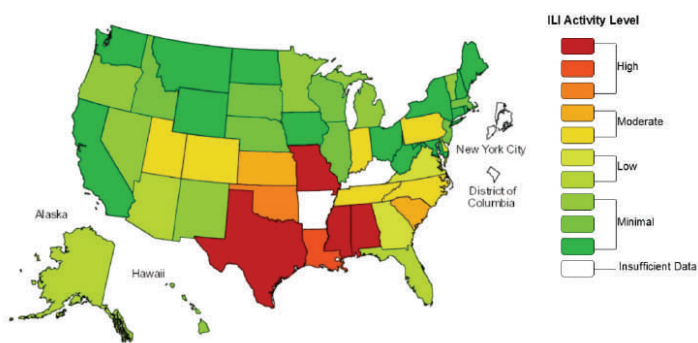 ILI Activity Level
High
Moderate
New York City
Low
District of
Columbia
Alaska
Minimal
Hawaii
Insufficient Data